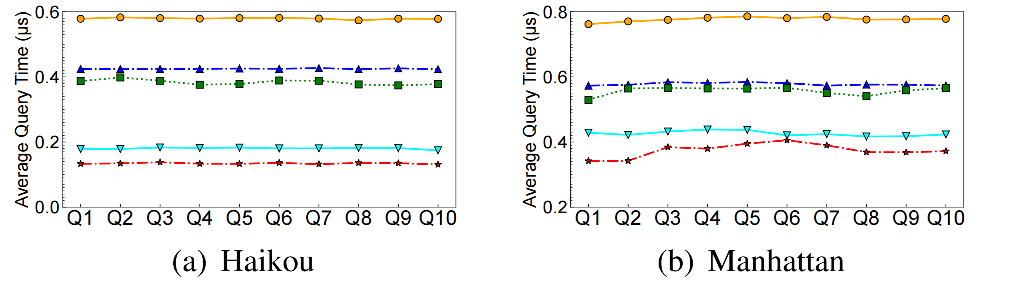 Average Query Time (μs)
0.6
0.4
0.2
0.0
Q1 Q2 Q3 Q4 Q5 Q6 Q7 Q8 Q9 Q10
(a) Haikou
Average Query Time (μs)
0.8
0.6
0.4
0.2
Q1 Q2 Q3 Q4 Q5 Q6 Q7 Q8 Q9 Q10
(b) Manhattan